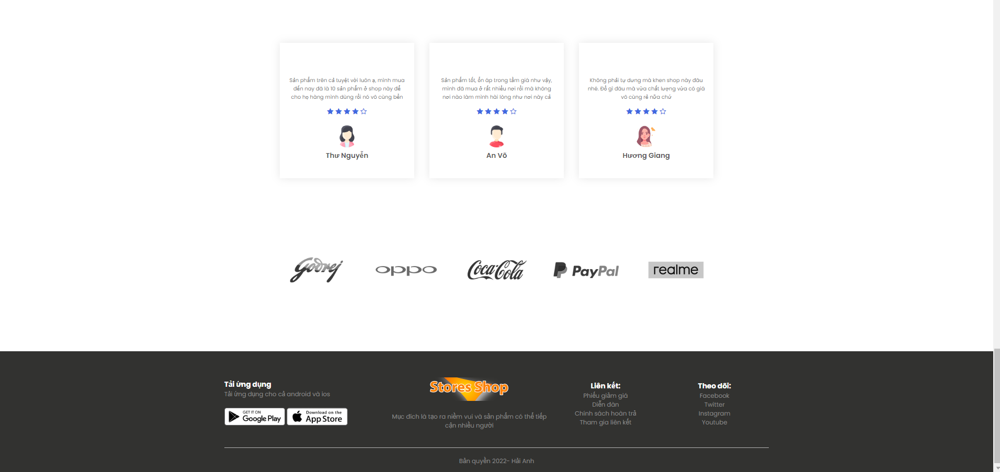 Sản phẩm trên cả tuyệt vời luôn ạ, mình mua
đến nay đã là 10 sản phẩm ở shop này để
cho họ hàng mình dùng rồi nó vô cùng bền
Thư Nguyễn
Sản phẩm tốt, ổn áp trong tầm giá như vậy,
mình đã mua ở rất nhiều nơi rồi mà không
nơi nào làm mình hài lòng như nơi này cả
An Võ
Không phải tự dưng mà khen shop này đâu
nhé. Đồ gì đâu mà vừa chất lượng vừa có giá
vô cùng rẻ nữa chứ
Hương Giang
Godrej
oppo
Coca-Cola
PayPal
realme
Tải ứng dụng
Tải ứng dụng cho cả android và ios
GET IT ON
Google Play
Download on the
App Store
Stores Shop
Mục đích là tạo ra niềm vui và sản phẩm có thể tiếp
cận nhiều người
Liên kết:
Phiếu giảm giá
Diễn đàn
Chính sách hoàn trả
Tham gia liên kết
Theo dõi:
Facebook
Twitter
Instagram
Youtube
Bản quyền 2022- Hải Anh